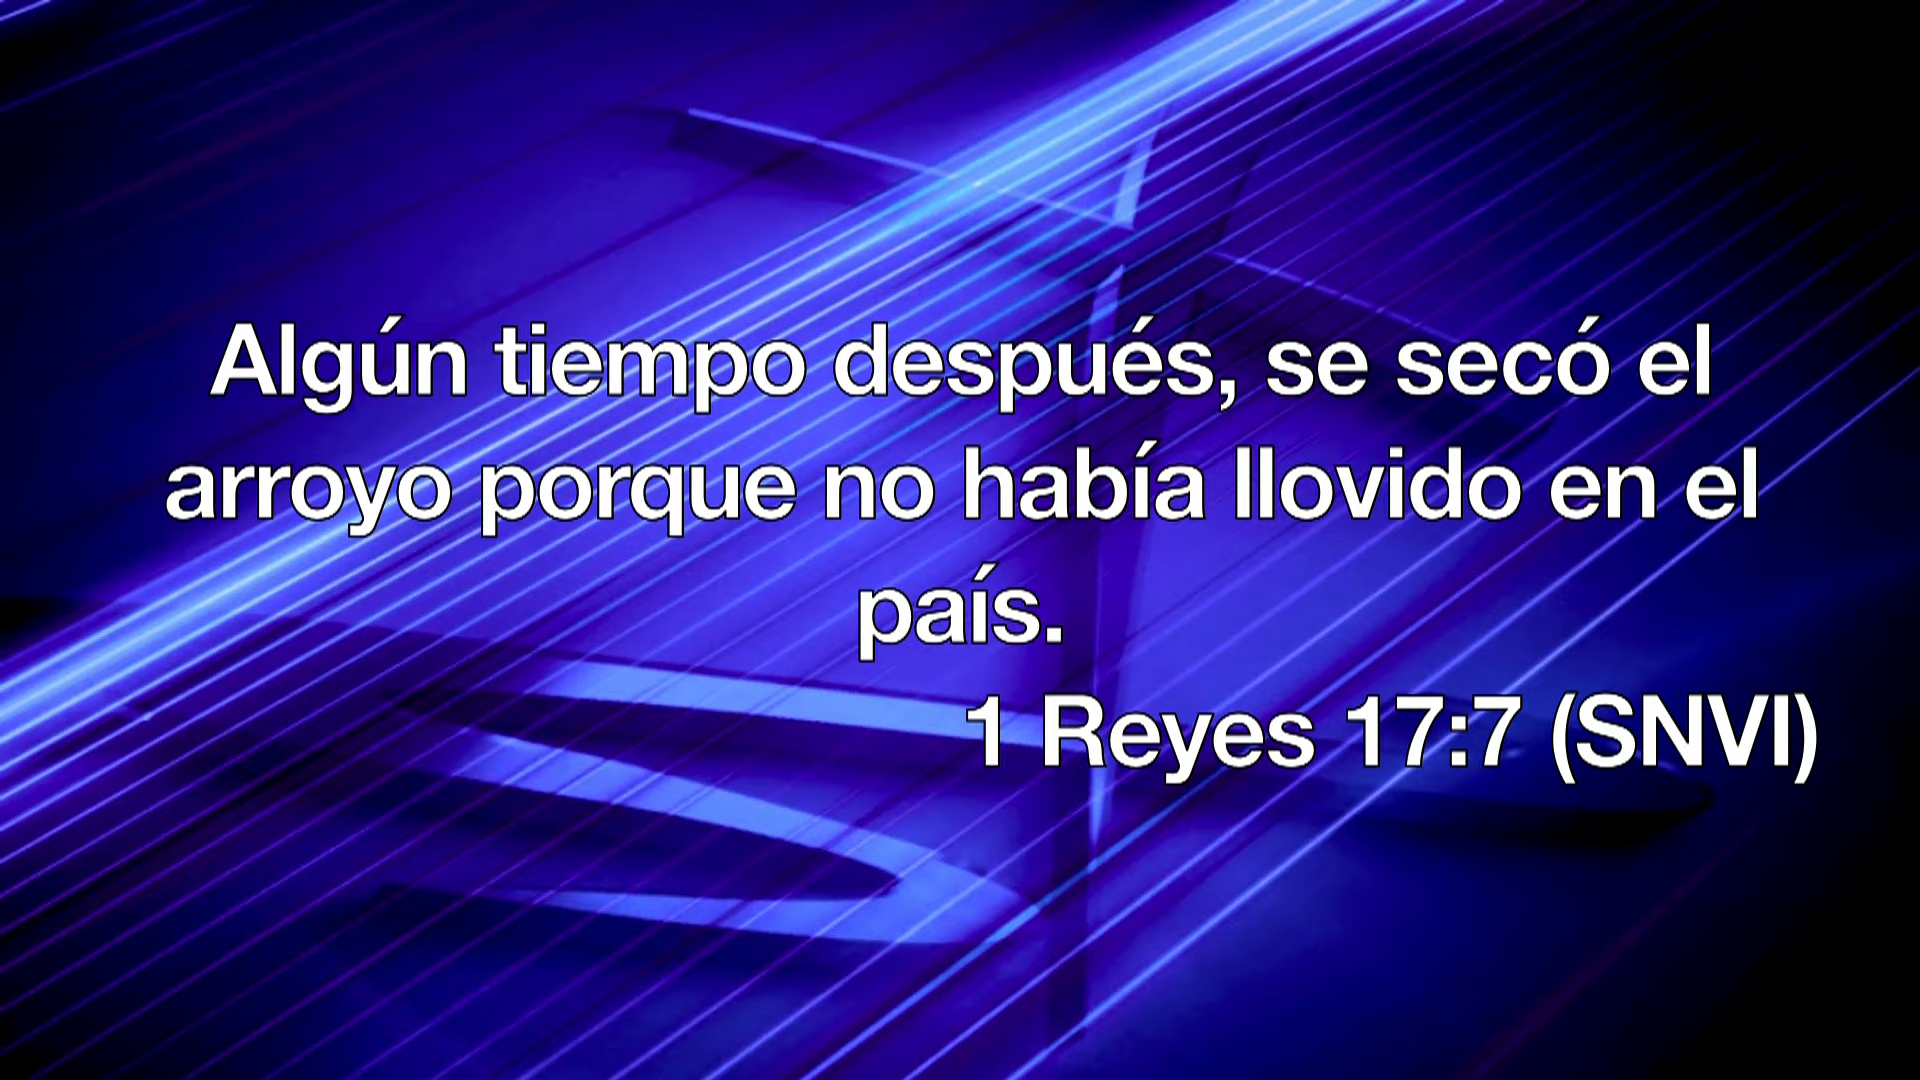 Algún tiempo después, se secó el
arroyo porque no había llovido en el
país.
1 Reyes 17:7 (SNVI)